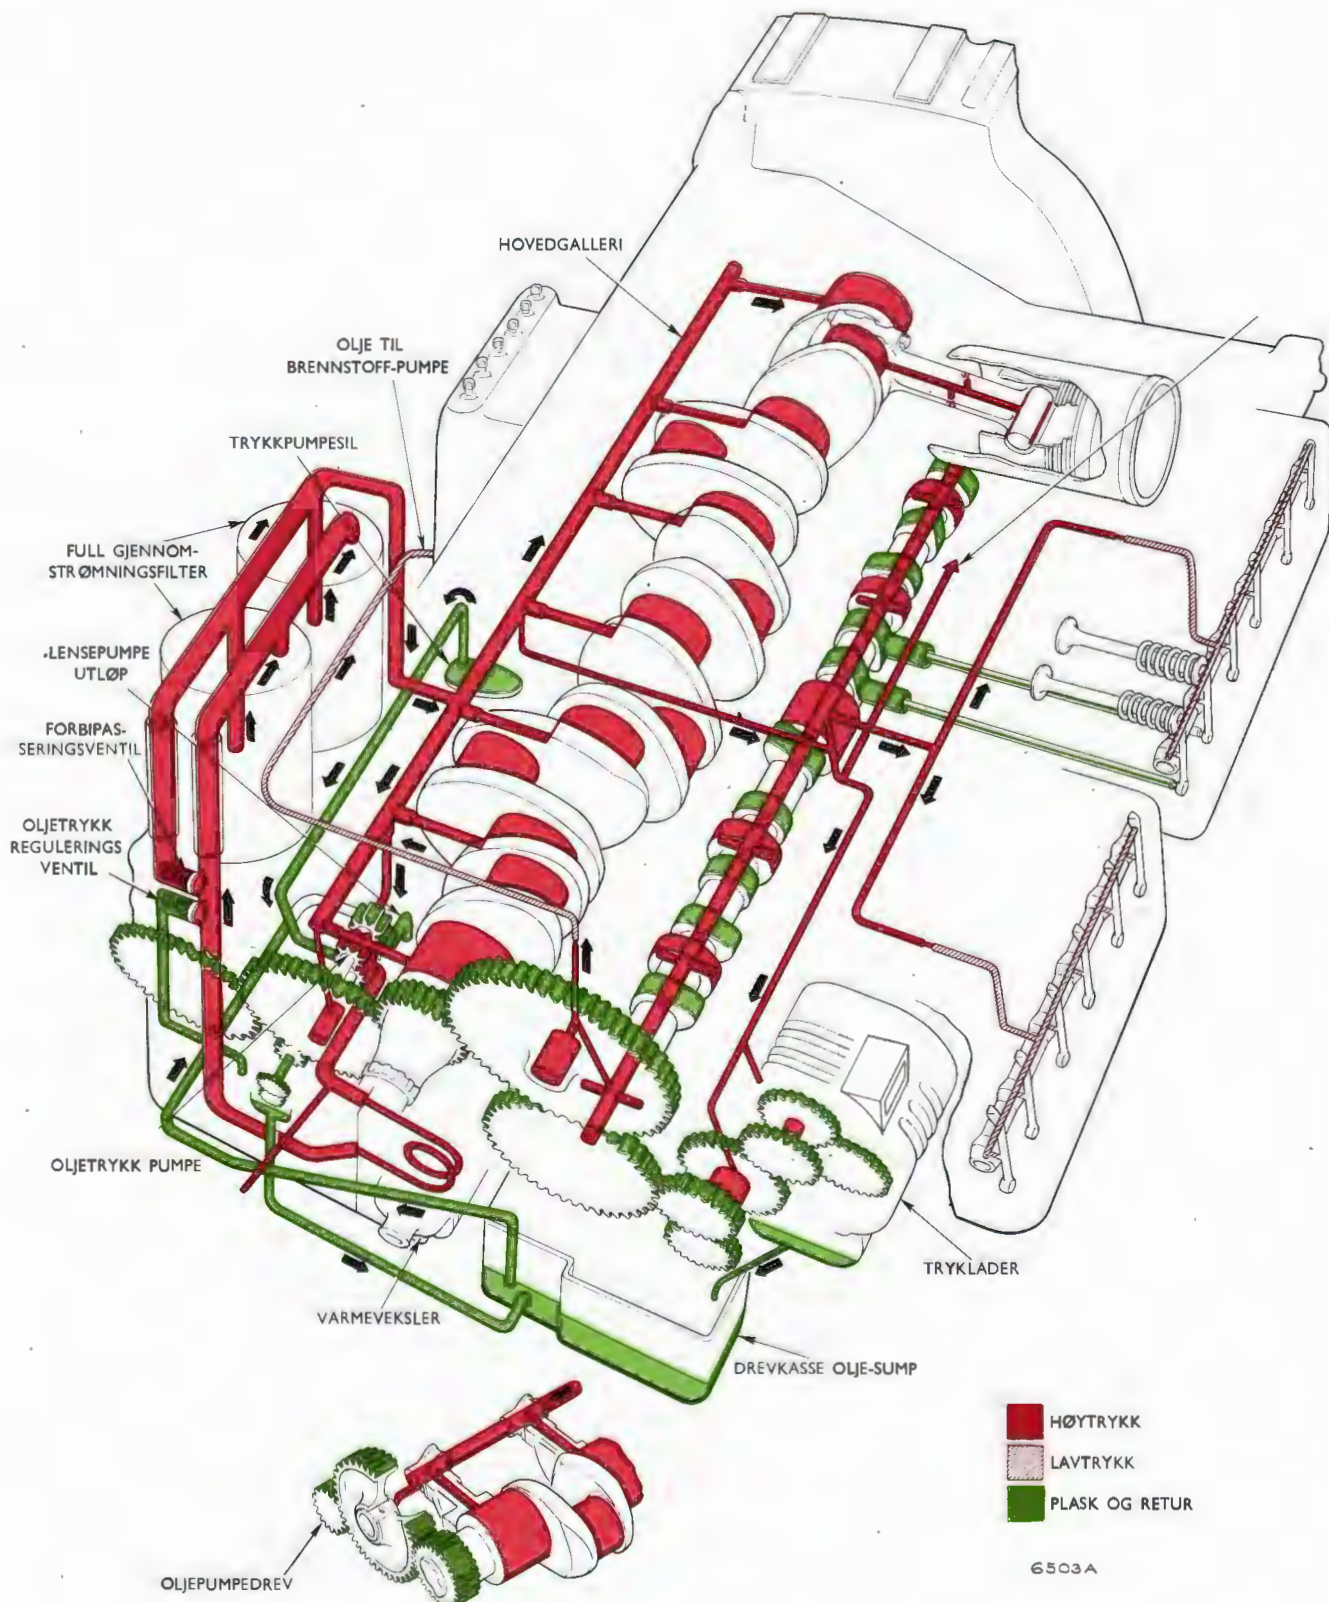 HOVEDGALLERI
OLJE TIL
BRENNSTOFF-PUMPE
TRYKKPUMPESIL
FULL GJENNOM-
STRØMNINGSFILTER
LENSEPUMPE
UTLØP
FORBIPAS-
SERINGSVENTIL
OLJETRYKK
REGULERINGS
VENTIL
OLJETRYKK PUMPE
VARMEVEKSLER
TRYKLADER
DREVKASSE OLJE-SUMP
HØYTRYKK
LAVTRYKK
PLASK OG RETUR
OLJEPUMPEDREV
6503A